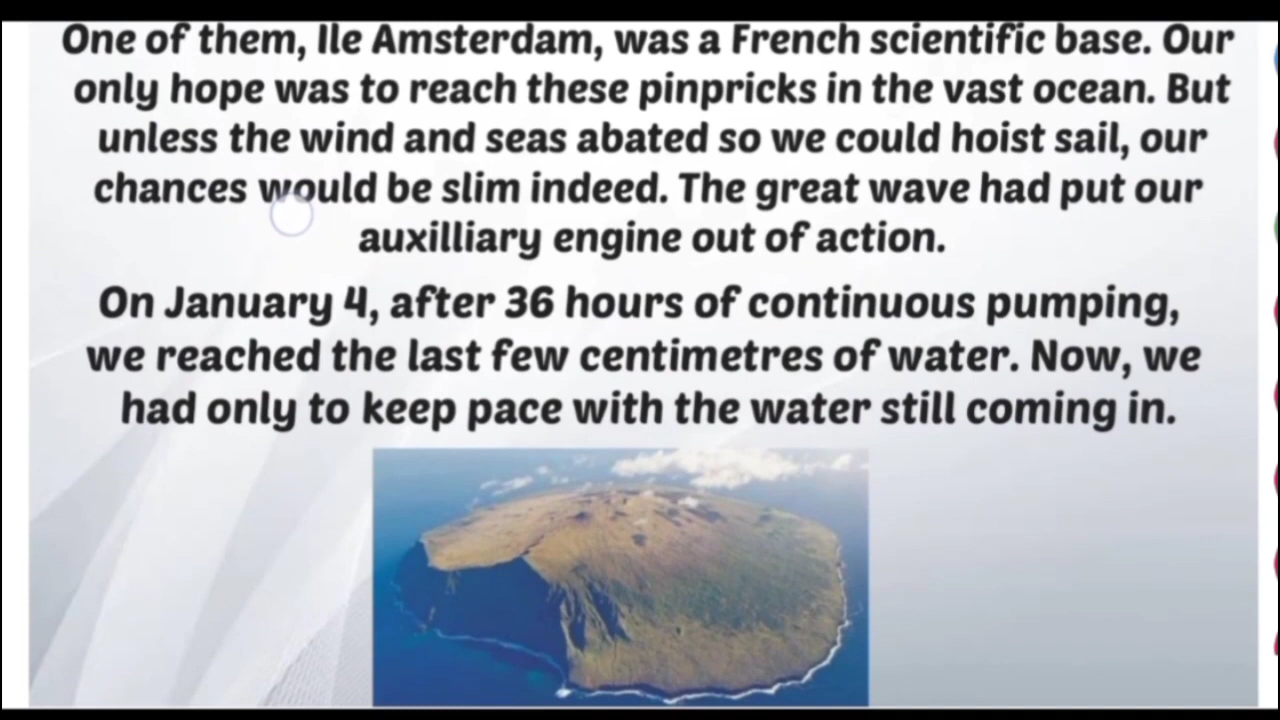 One of them, Ile Amsterdam, was a French scientific base. Our
only hope was to reach these pinpricks in the vast ocean. But
unless the wind and seas abated so we could hoist sail, our
chances would be slim indeed. The great wave had put our
auxilliary engine out of action.
On January 4, after 36 hours of continuous pumping,
we reached the last few centimetres of water. Now, we
had only to keep pace with the water still coming in.